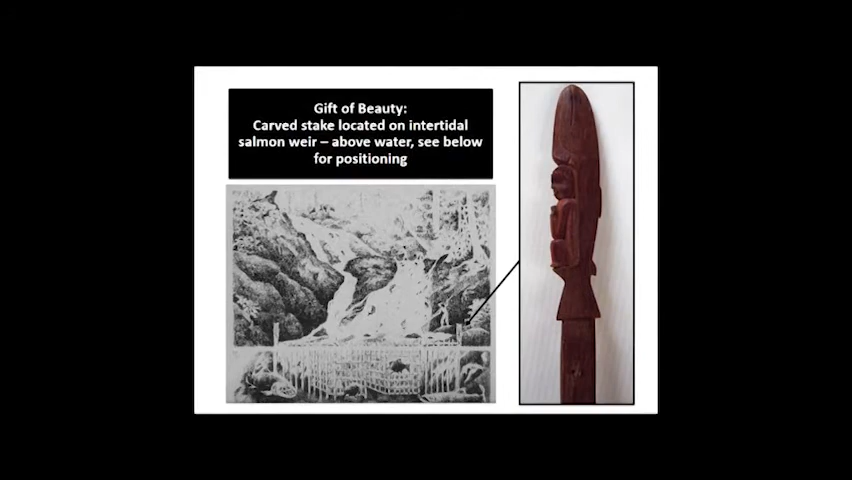 Gift of Beauty:
Carved stake located on intertidal
salmon weir – above water, see below
for positioning